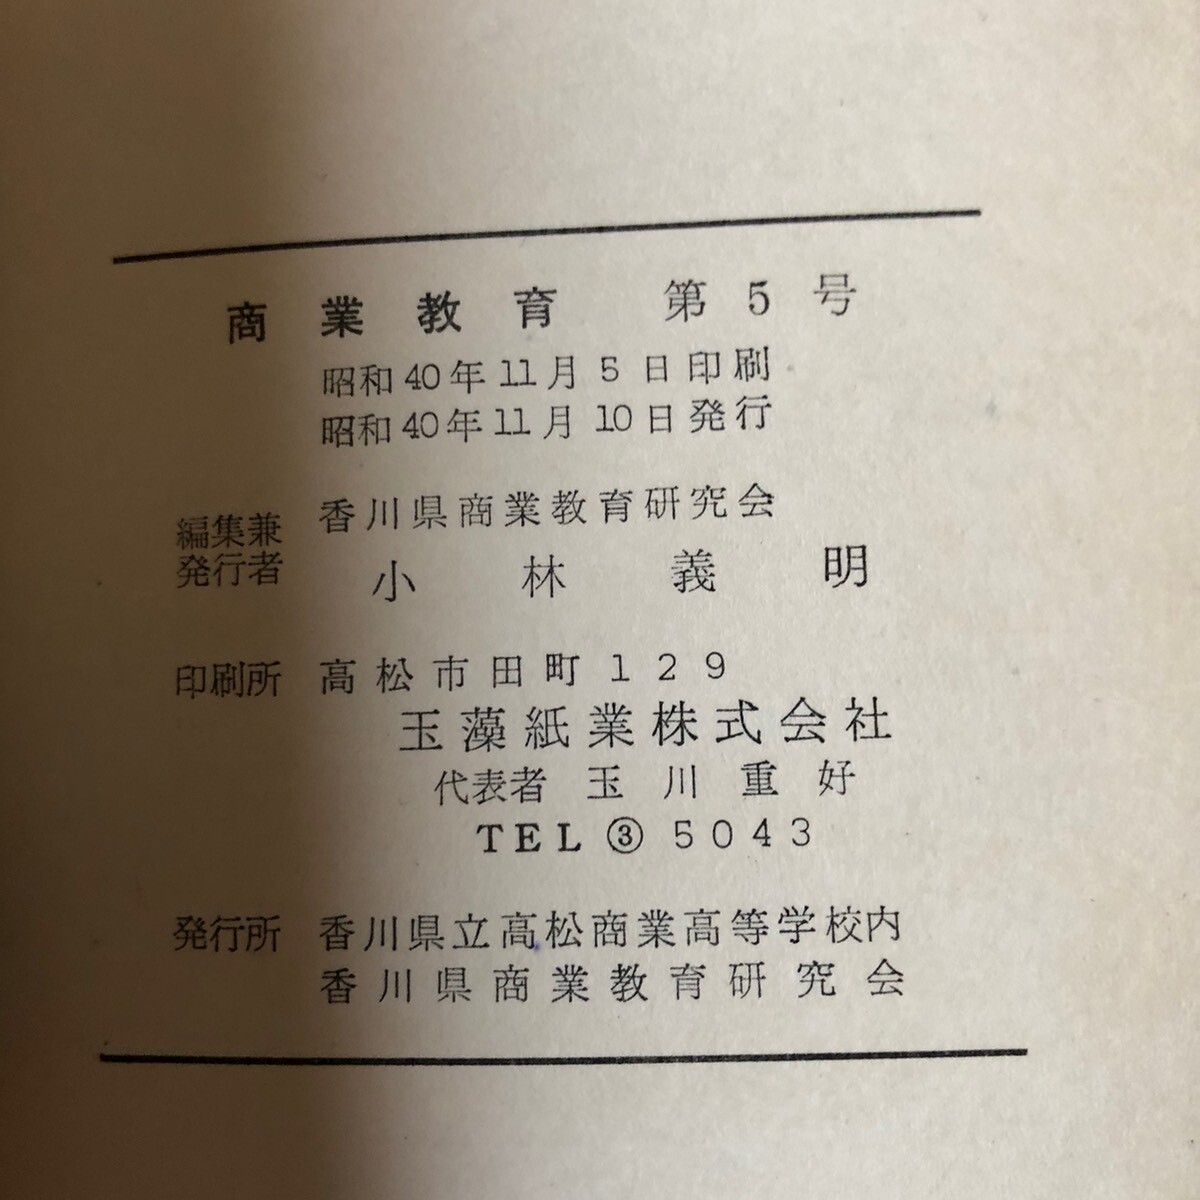 商業教育 第5号
昭和40年11月5日印刷
昭和40年11月10日発行
編集兼 香川県商業教育研究会
発行者 小林義明
印刷所 高松市田町129
玉藻紙業株式会社
代表者 玉川重好
TEL③5043
発行所 香川県立高松商業高等学校内
香川県商業教育研究会